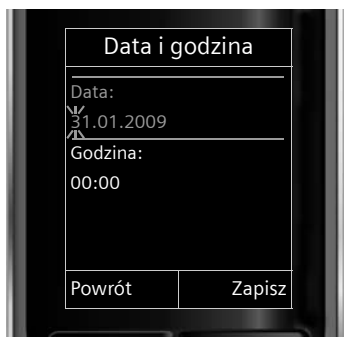 Data i godzina
Data:
31.01.2009
Godzina:
00:00
Powrót Zapisz